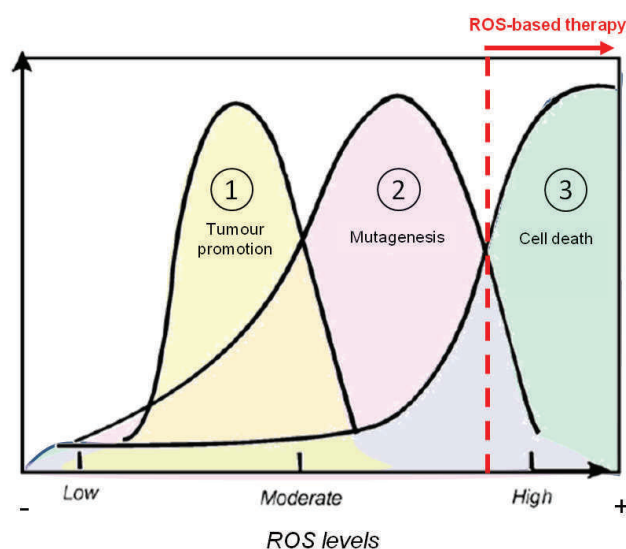 ROS-based therapy
1
2
3
Tumour
promotion
Mutagenesis
Cell death
Low
Moderate
High
-
+
ROS levels